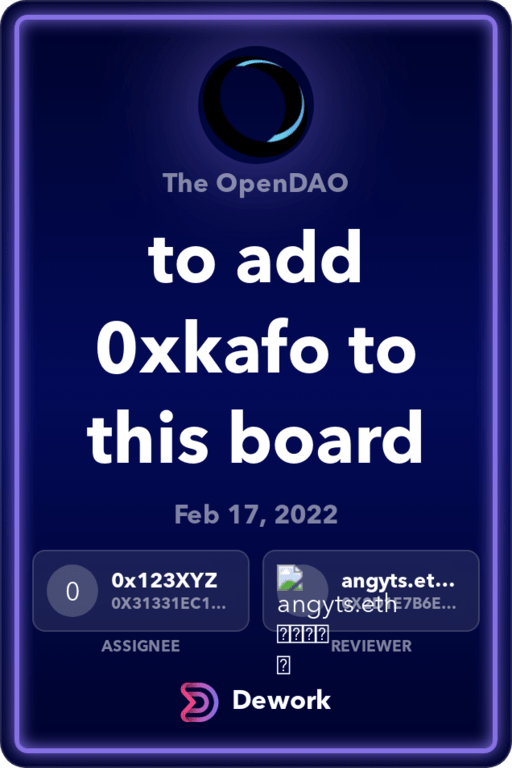 The OpenDAO
to add
0xkafo to
this board
Feb 17, 2022
0 0x123XYZ
0X31331EC1...
ASSIGNEE
angyts.et...
angyts.eth
REVIEWER
Dework